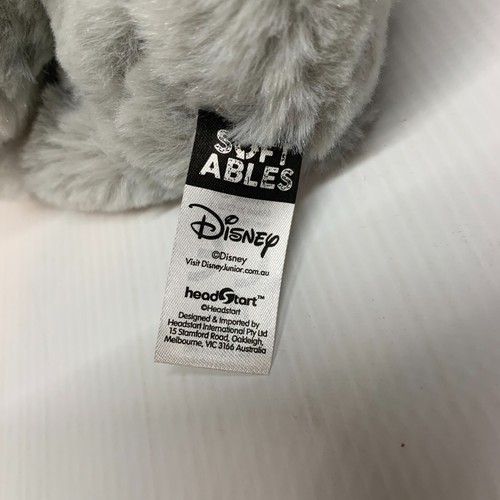 SOFT
ABLES
Disney
©Disney
Visit DisneyJunior.com.au
headStart™
©Headstart
Designed & Imported by
Headstart International Pty Ltd
15 Stamford Road, Oakleigh,
Melbourne, VIC 3166 Australia